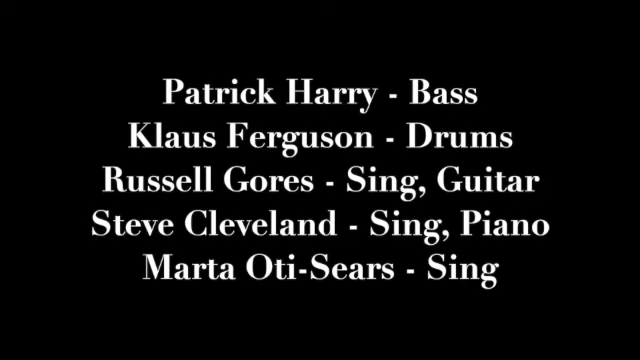 Patrick Harry - Bass
Klaus Ferguson - Drums
Russell Gores - Sing, Guitar
Steve Cleveland - Sing, Piano
Marta Oti-Sears - Sing